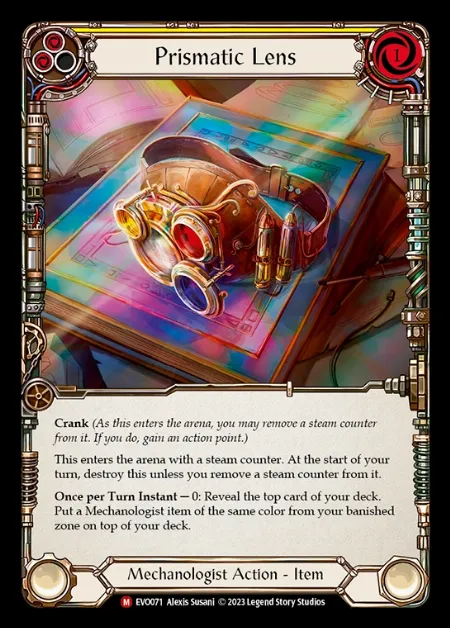 Prismatic Lens
1
Crank (As this enters the arena, you may remove a steam counter
from it. If you do, gain an action point.)
This enters the arena with a steam counter. At the start of your
turn, destroy this unless you remove a steam counter from it.
Once per Turn Instant — 0: Reveal the top card of your deck.
Put a Mechanologist item of the same color from your banished
zone on top of your deck.
Mechanologist Action - Item
M EVO071 Alexis Susani © 2023 Legend Story Studios